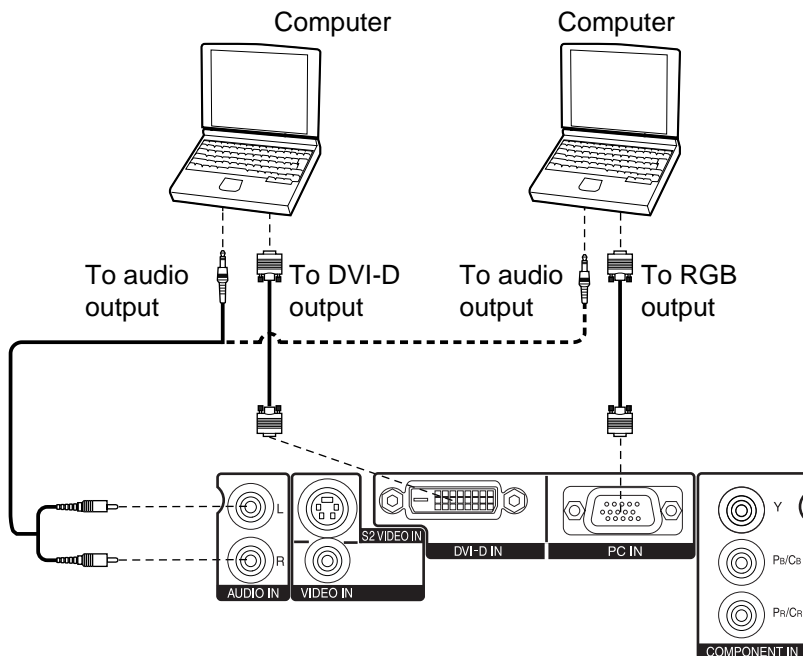 Computer
Computer
To audio
output
To DVI-D
output
To audio
output
To RGB
output
L
R
AUDIO IN
S2 VIDEO IN
VIDEO IN
DVI-D IN
PC IN
Y
PB/CB
PR/CR
COMPONENT IN